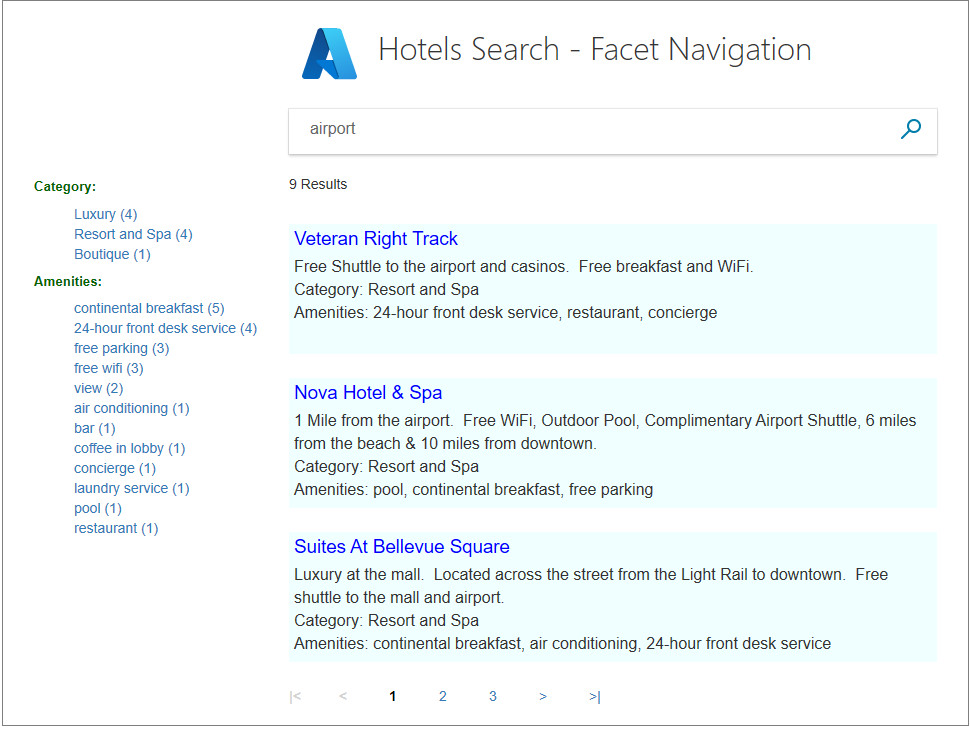 Hotels Search - Facet Navigation
airport
9 Results
Category:
Luxury (4)
Resort and Spa (4)
Boutique (1)
Amenities:
continental breakfast (5)
24-hour front desk service (4)
free parking (3)
free wifi (3)
view (2)
air conditioning (1)
bar (1)
coffee in lobby (1)
concierge (1)
laundry service (1)
pool (1)
restaurant (1)
Veteran Right Track
Free Shuttle to the airport and casinos.  Free breakfast and WiFi.
Category: Resort and Spa
Amenities: 24-hour front desk service, restaurant, concierge
Nova Hotel & Spa
1 Mile from the airport.  Free WiFi, Outdoor Pool, Complimentary Airport Shuttle, 6 miles
from the beach & 10 miles from downtown.
Category: Resort and Spa
Amenities: pool, continental breakfast, free parking
Suites At Bellevue Square
Luxury at the mall.  Located across the street from the Light Rail to downtown.  Free
shuttle to the mall and airport.
Category: Resort and Spa
Amenities: continental breakfast, air conditioning, 24-hour front desk service
|< < 1 2 3 > >|